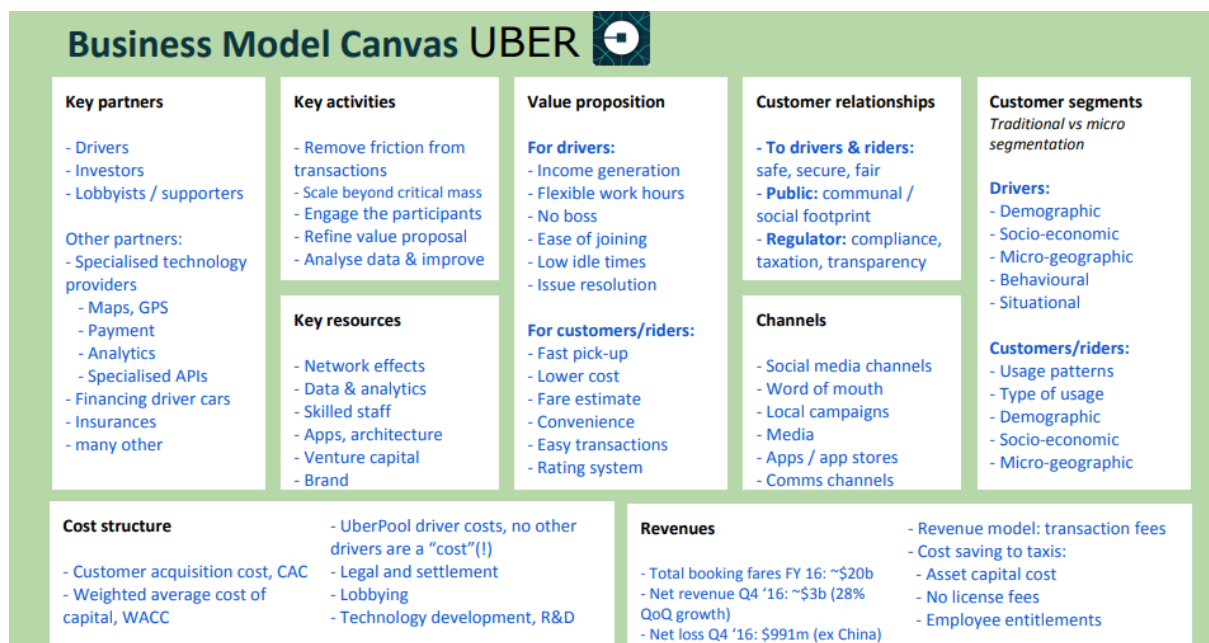 Business Model Canvas UBER
Key partners
- Drivers
- Investors
- Lobbyists / supporters
Other partners:
- Specialised technology
providers
- Maps, GPS
- Payment
- Analytics
- Specialised APIs
- Financing driver cars
- Insurances
- many other
Key activities
- Remove friction from
transactions
- Scale beyond critical mass
- Engage the participants
- Refine value proposal
- Analyse data & improve
Key resources
- Network effects
- Data & analytics
- Skilled staff
- Apps, architecture
- Venture capital
- Brand
Value proposition
For drivers:
- Income generation
- Flexible work hours
- No boss
- Ease of joining
- Low idle times
- Issue resolution
For customers/riders:
- Fast pick-up
- Lower cost
- Fare estimate
- Convenience
- Easy transactions
- Rating system
Customer relationships
- To drivers & riders:
safe, secure, fair
- Public: communal /
social footprint
- Regulator: compliance,
taxation, transparency
Channels
- Social media channels
- Word of mouth
- Local campaigns
- Media
- Apps / app stores
- Comms channels
Customer segments
Traditional vs micro
segmentation
Drivers:
- Demographic
- Socio-economic
- Micro-geographic
- Behavioural
- Situational
Customers/riders:
- Usage patterns
- Type of usage
- Demographic
- Socio-economic
- Micro-geographic
Cost structure
- Customer acquisition cost, CAC
- Weighted average cost of
capital, WACC
- UberPool driver costs, no other
drivers are a “cost”(!)
- Legal and settlement
- Lobbying
- Technology development, R&D
Revenues
- Total booking fares FY 16: ~$20b
- Net revenue Q4 ‘16: ~$3b (28%
QoQ growth)
- Net loss Q4 ‘16: $991m (ex China)
- Revenue model: transaction fees
- Cost saving to taxis:
- Asset capital cost
- No license fees
- Employee entitlements